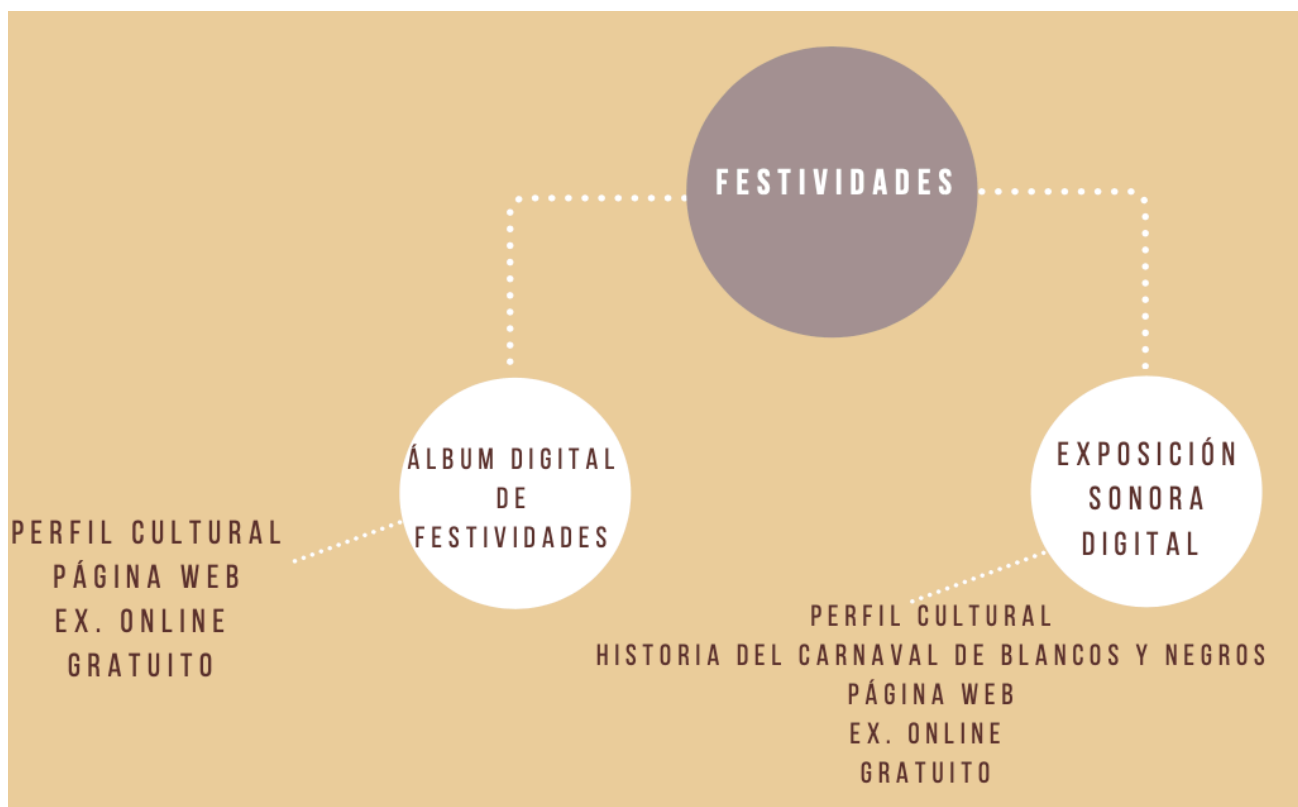 FESTIVIDADES
ÁLBUM DIGITAL
DE
FESTIVIDADES
PERFIL CULTURAL
PÁGINA WEB
EX. ONLINE
GRATUITO
EXPOSICIÓN
SONORA
DIGITAL
PERFIL CULTURAL
HISTORIA DEL CARNAVAL DE BLANCOS Y NEGROS
PÁGINA WEB
EX. ONLINE
GRATUITO